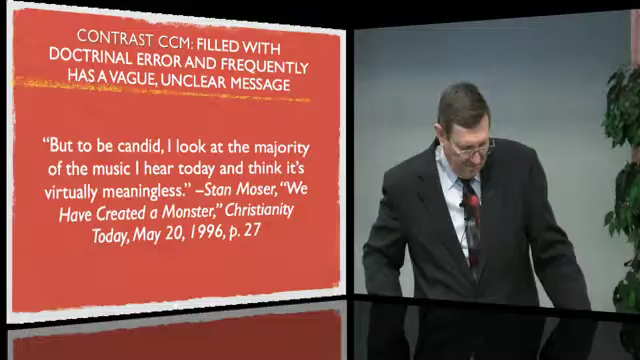 CONTRAST CCM: FILLED WITH
DOCTRINAL ERROR AND FREQUENTLY
HAS A VAGUE, UNCLEAR MESSAGE
“But to be candid, I look at the majority
of the music I hear today and think it's
virtually meaningless.” –Stan Moser, “We
Have Created a Monster,” Christianity
Today, May 20, 1996, p. 27